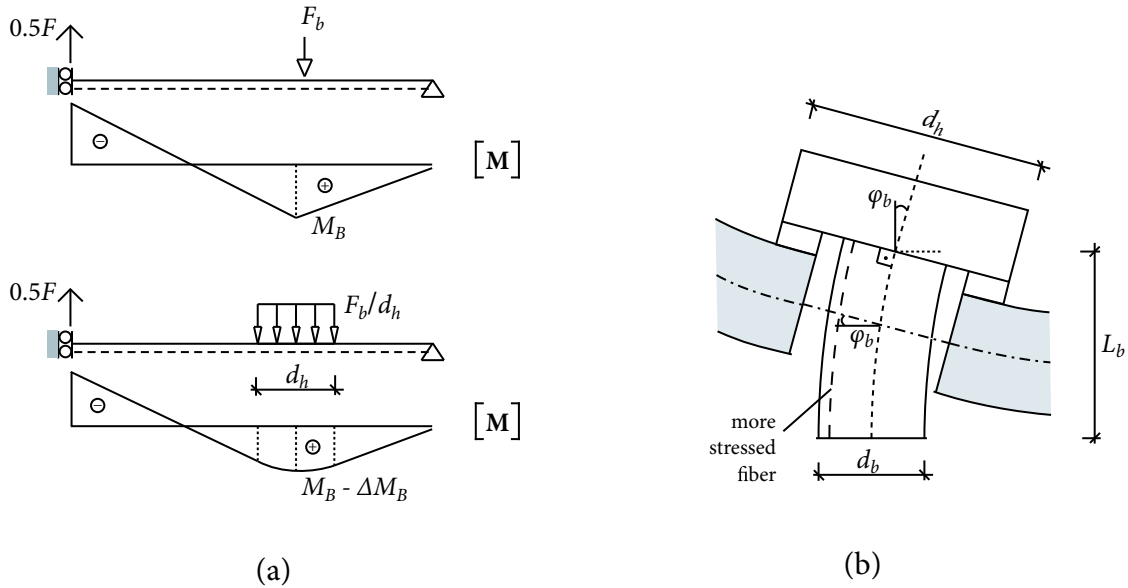 0.5F
F_b
⊖
⊕
[M]
M_B
0.5F
F_b/d_h
d_h
⊖
⊕
[M]
M_B - ΔM_B
(a)
d_h
φ_b
φ_b
L_b
more
stressed
fiber
d_b
(b)